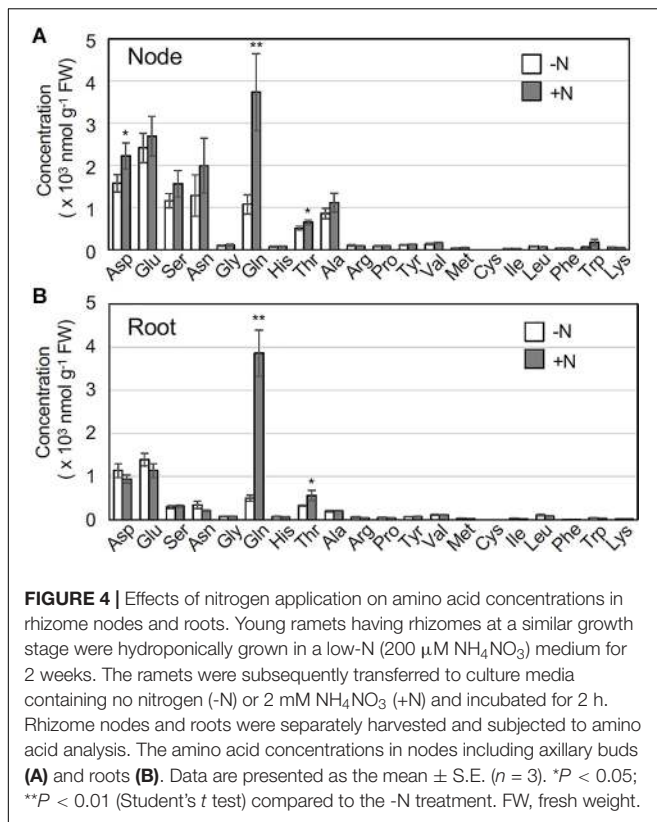 A
Node
-N
+N
Concentration
( x 10³ nmol g⁻¹ FW)
5
4
3
2
1
0
*
**
*
Asp Glu Ser Asn Gly Gln His Thr Ala Arg Pro Tyr Val Met Cys Ile Leu Phe Trp Lys
B
Root
-N
+N
Concentration
( x 10³ nmol g⁻¹ FW)
5
4
3
2
1
0
**
*
Asp Glu Ser Asn Gly Gln His Thr Ala Arg Pro Tyr Val Met Cys Ile Leu Phe Trp Lys
FIGURE 4 | Effects of nitrogen application on amino acid concentrations in
rhizome nodes and roots. Young ramets having rhizomes at a similar growth
stage were hydroponically grown in a low-N (200 μM NH4NO3) medium for
2 weeks. The ramets were subsequently transferred to culture media
containing no nitrogen (-N) or 2 mM NH4NO3 (+N) and incubated for 2 h.
Rhizome nodes and roots were separately harvested and subjected to amino
acid analysis. The amino acid concentrations in nodes including axillary buds
(A) and roots (B). Data are presented as the mean ± S.E. (n = 3). *P < 0.05;
**P < 0.01 (Student's t test) compared to the -N treatment. FW, fresh weight.